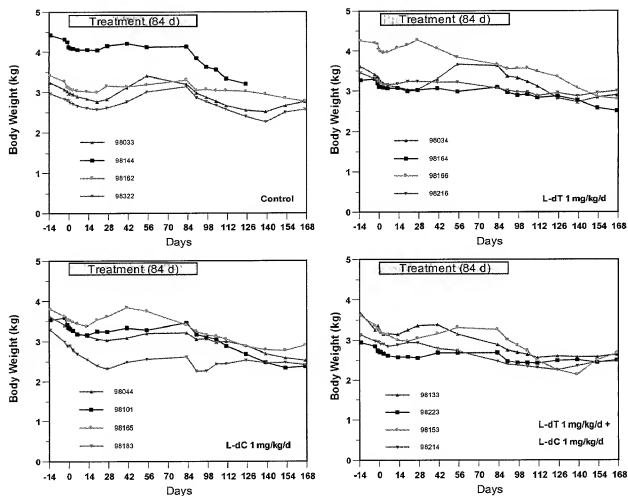 Treatment (84 d)
Body Weight (kg)
5
4
3
2
1
0
98033
98144
98162
98322
Control
-14 0 14 28 42 56 70 84 98 112 126 140 154 168
Days
Treatment (84 d)
Body Weight (kg)
5
4
3
2
1
0
98034
98164
98166
98216
L-dT 1 mg/kg/d
-14 0 14 28 42 56 70 84 98 112 126 140 154 168
Days
Treatment (84 d)
Body Weight (kg)
5
4
3
2
1
0
98044
98101
98165
98183
L-dC 1 mg/kg/d
-14 0 14 28 42 56 70 84 98 112 126 140 154 168
Days
Treatment (84 d)
Body Weight (kg)
5
4
3
2
1
0
98133
98223
98153
98214
L-dT 1 mg/kg/d +
L-dC 1 mg/kg/d
-14 0 14 28 42 56 70 84 98 112 126 140 154 168
Days